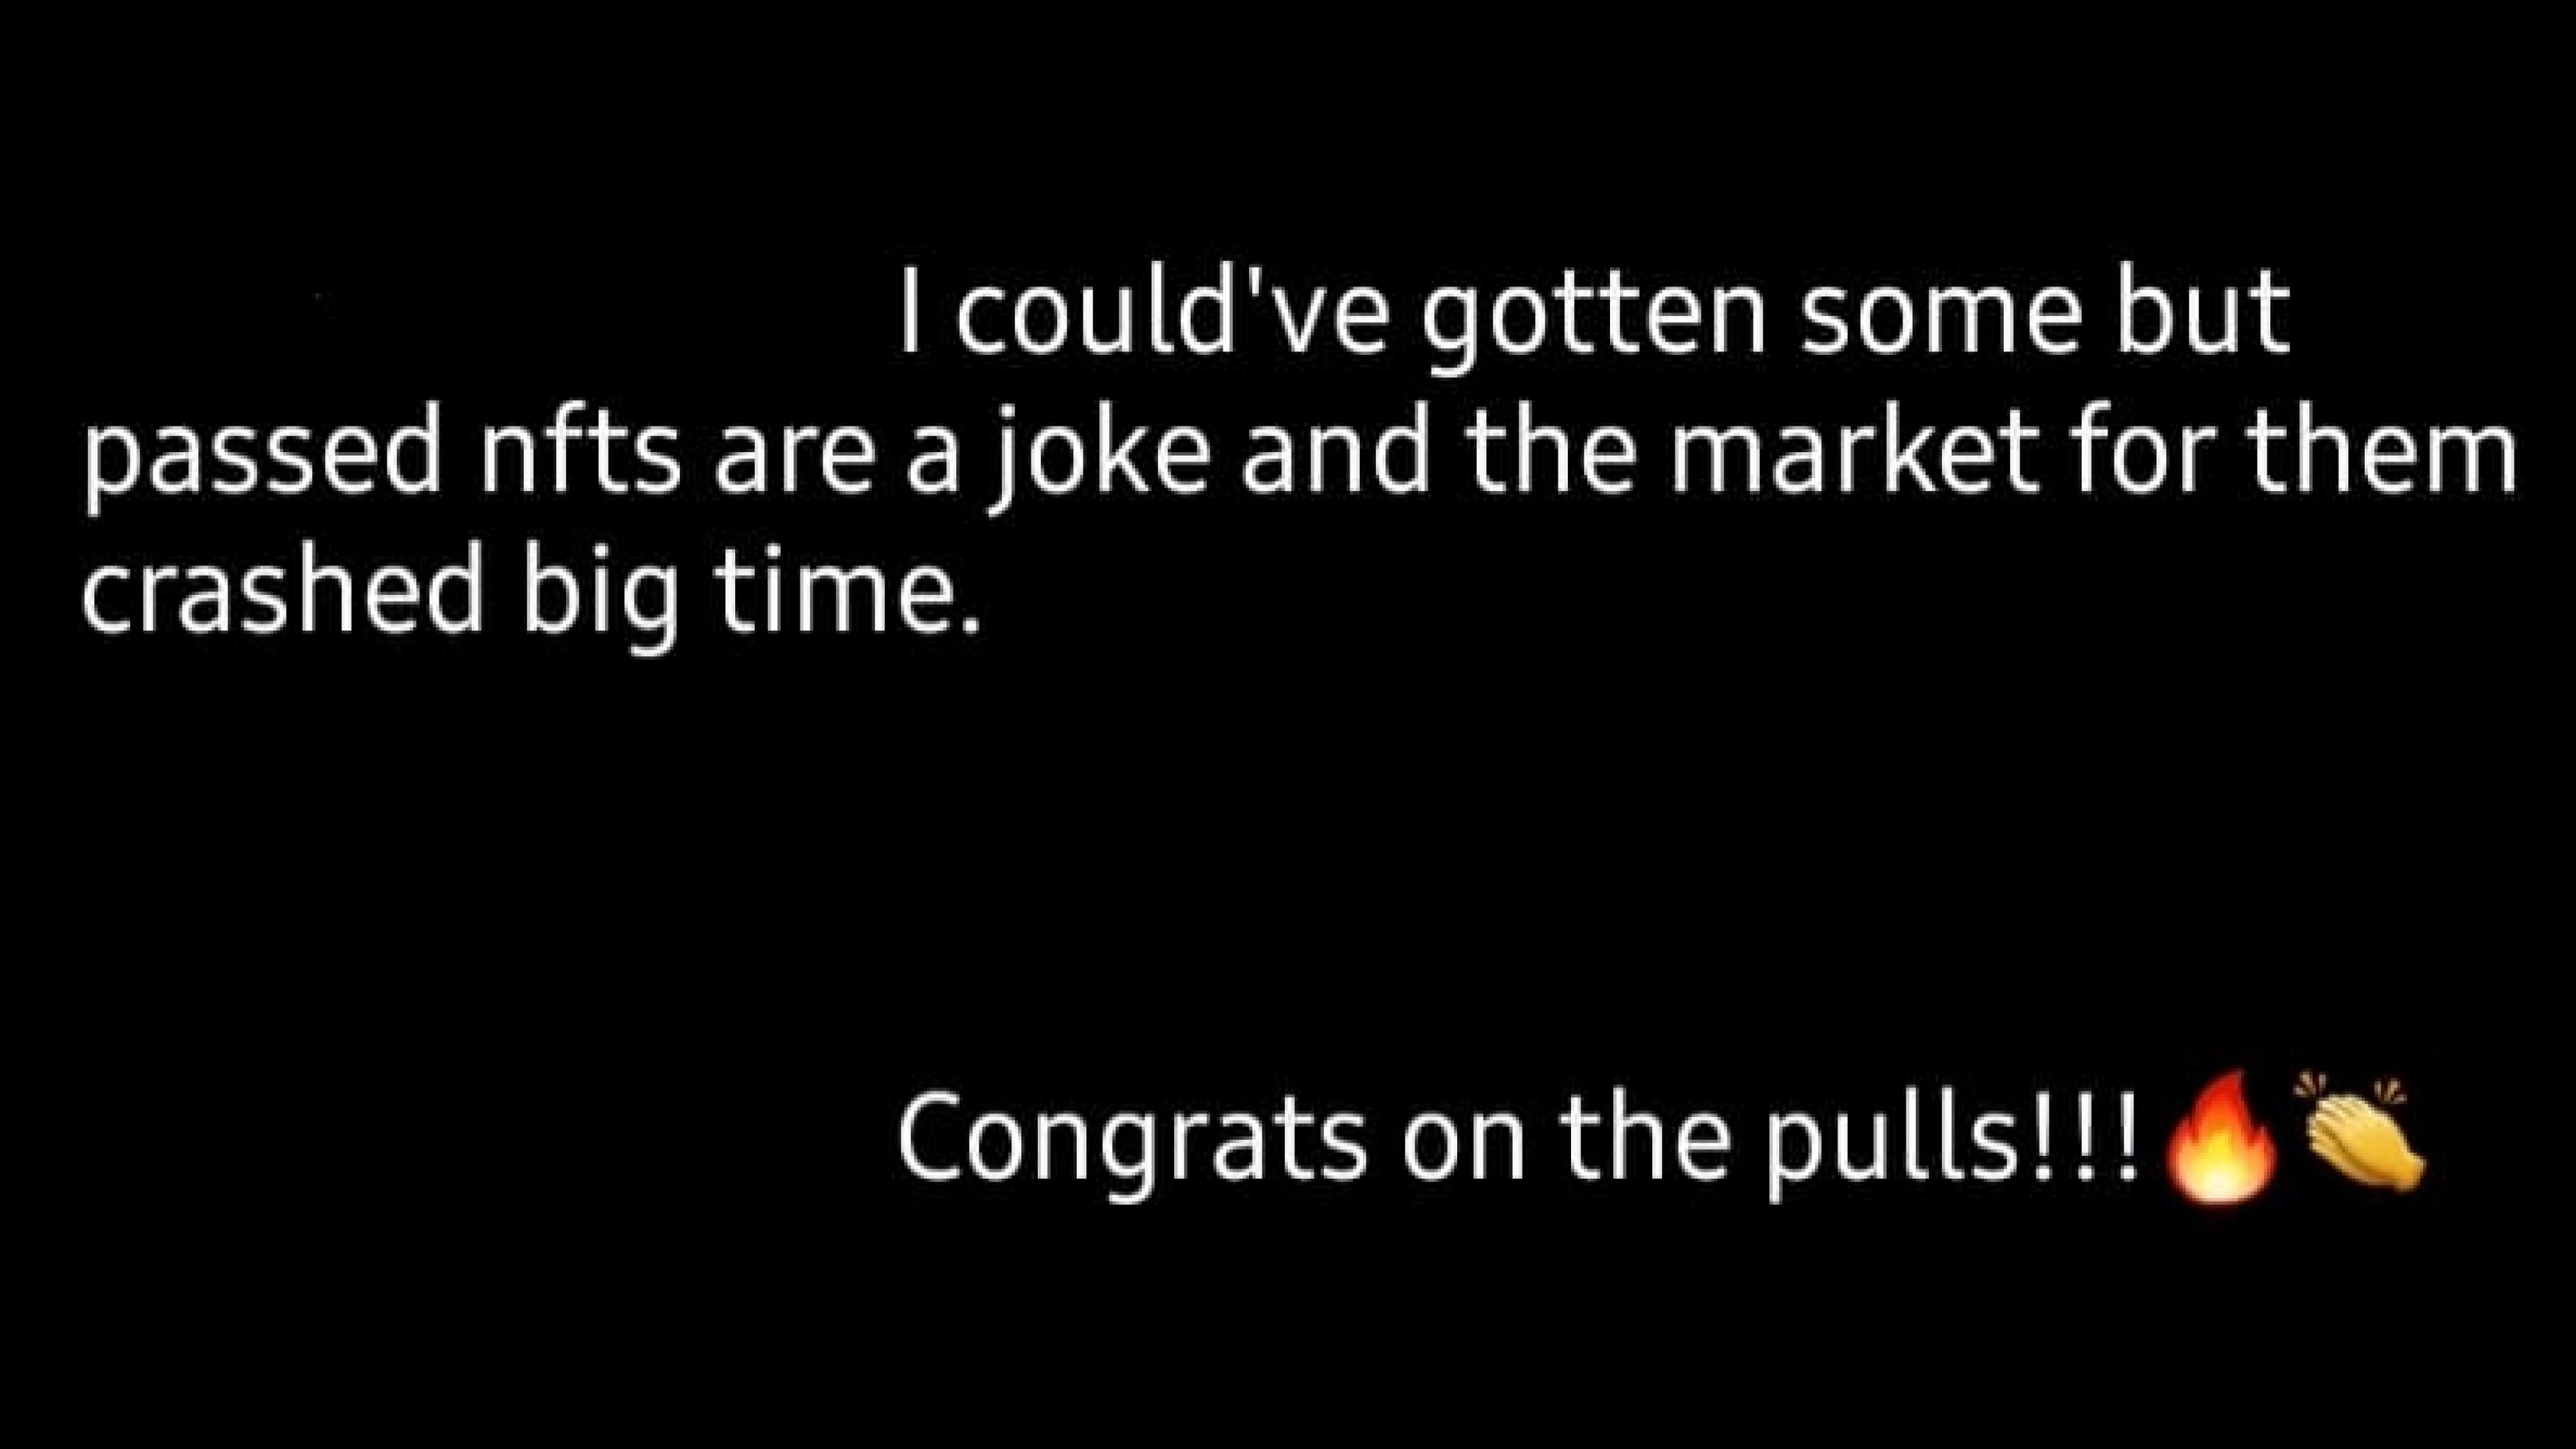 I could've gotten some but
passed nfts are a joke and the market for them
crashed big time.
Congrats on the pulls!!!🔥👏